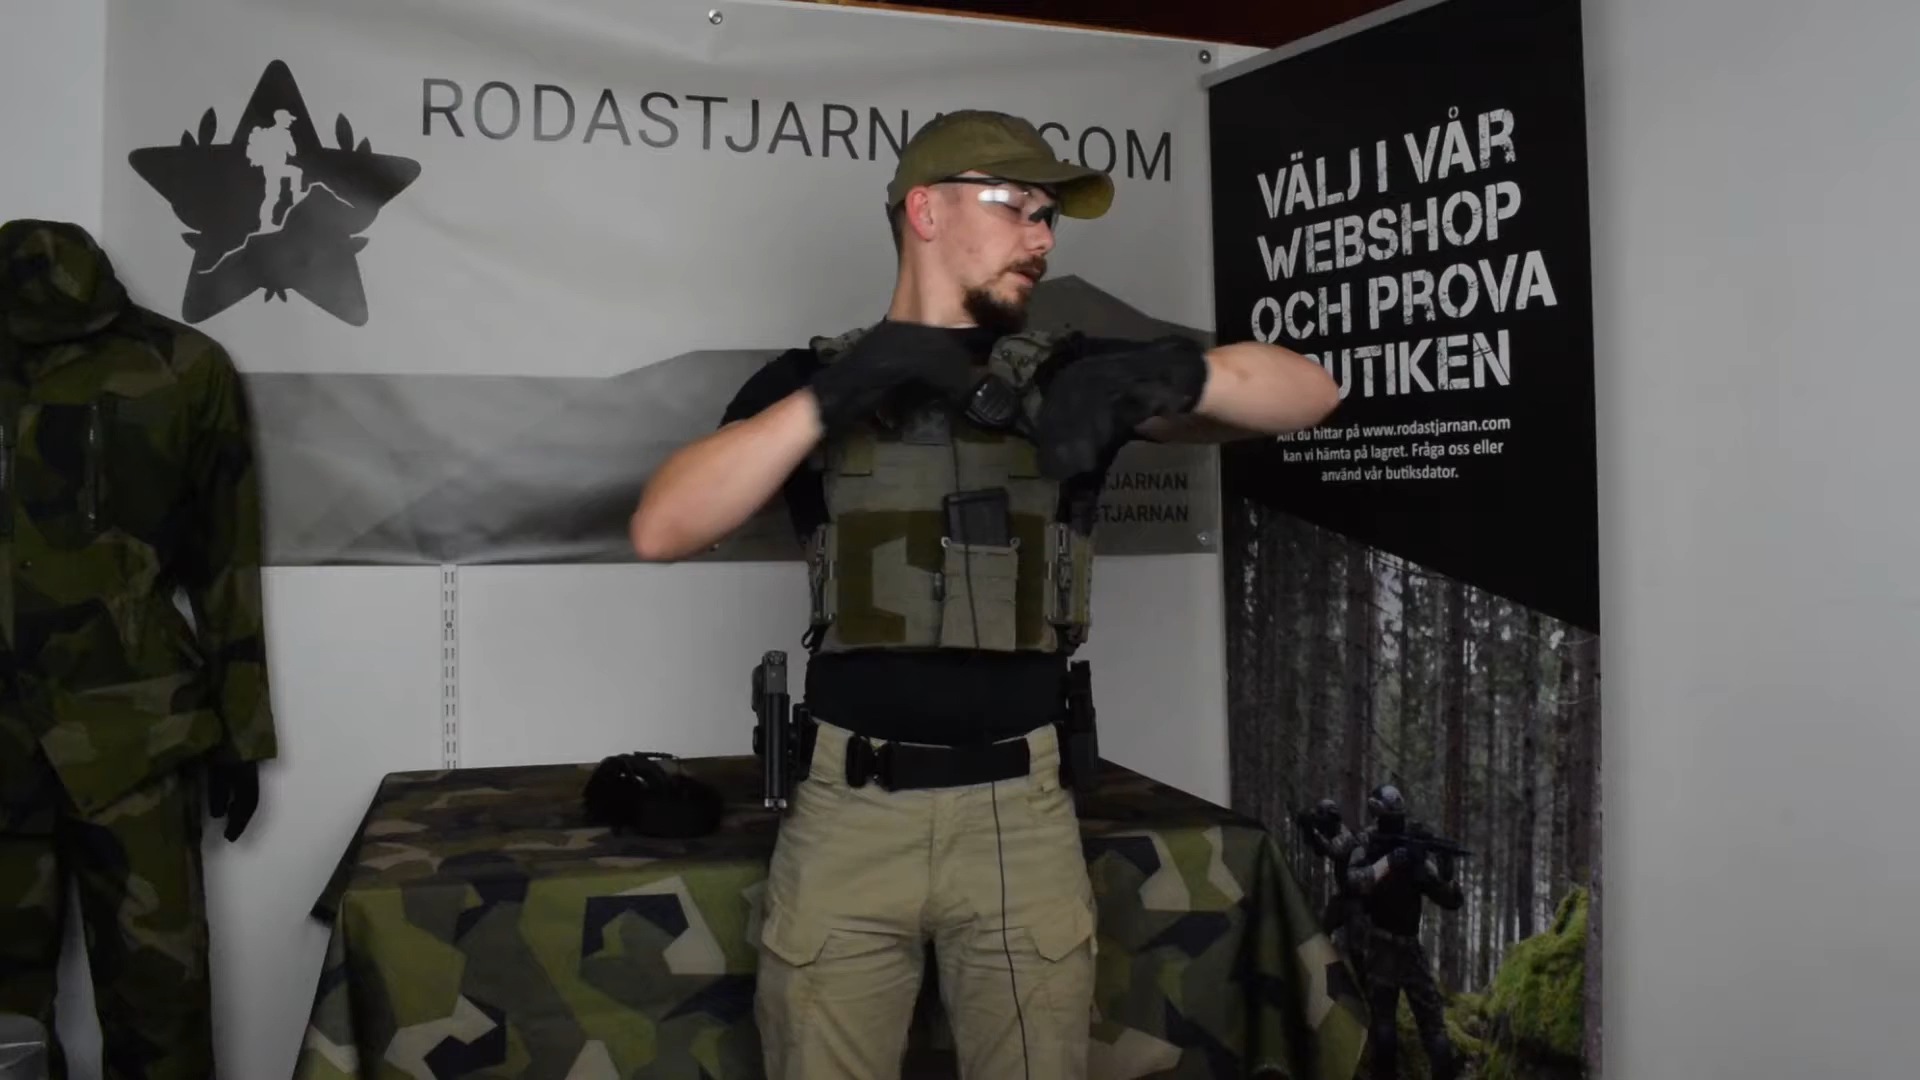 RODASTJARN COM
TJARNAN
STJARNAN
VÄLJ I VÅR
WEBSHOP
OCH PROVA
UTIKEN
Allt du hittar på www.rodastjarnan.com
kan vi hämta på lagret. Fråga oss eller
använd vår butiksdator.